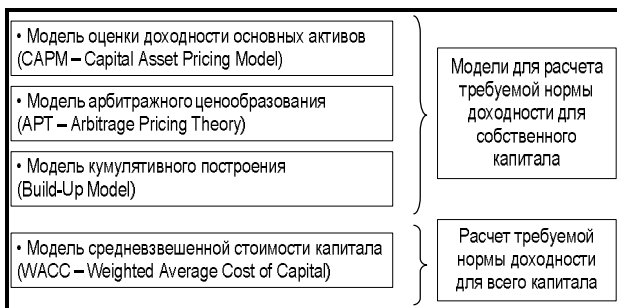 • Модель оценки доходности основных активов
(CAPM – Capital Asset Pricing Model)
• Модель арбитражного ценообразования
(APT – Arbitrage Pricing Theory)
• Модель кумулятивного построения
(Build-Up Model)
Модели для расчета
требуемой нормы
доходности для
собственного
капитала
• Модель средневзвешенной стоимости капитала
(WACC – Weighted Average Cost of Capital)
Расчет требуемой
нормы доходности
для всего капитала